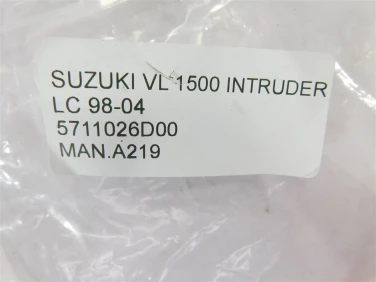 SUZUKI VL 1500 INTRUDER
LC 98-04
5711026D00
MAN.A219